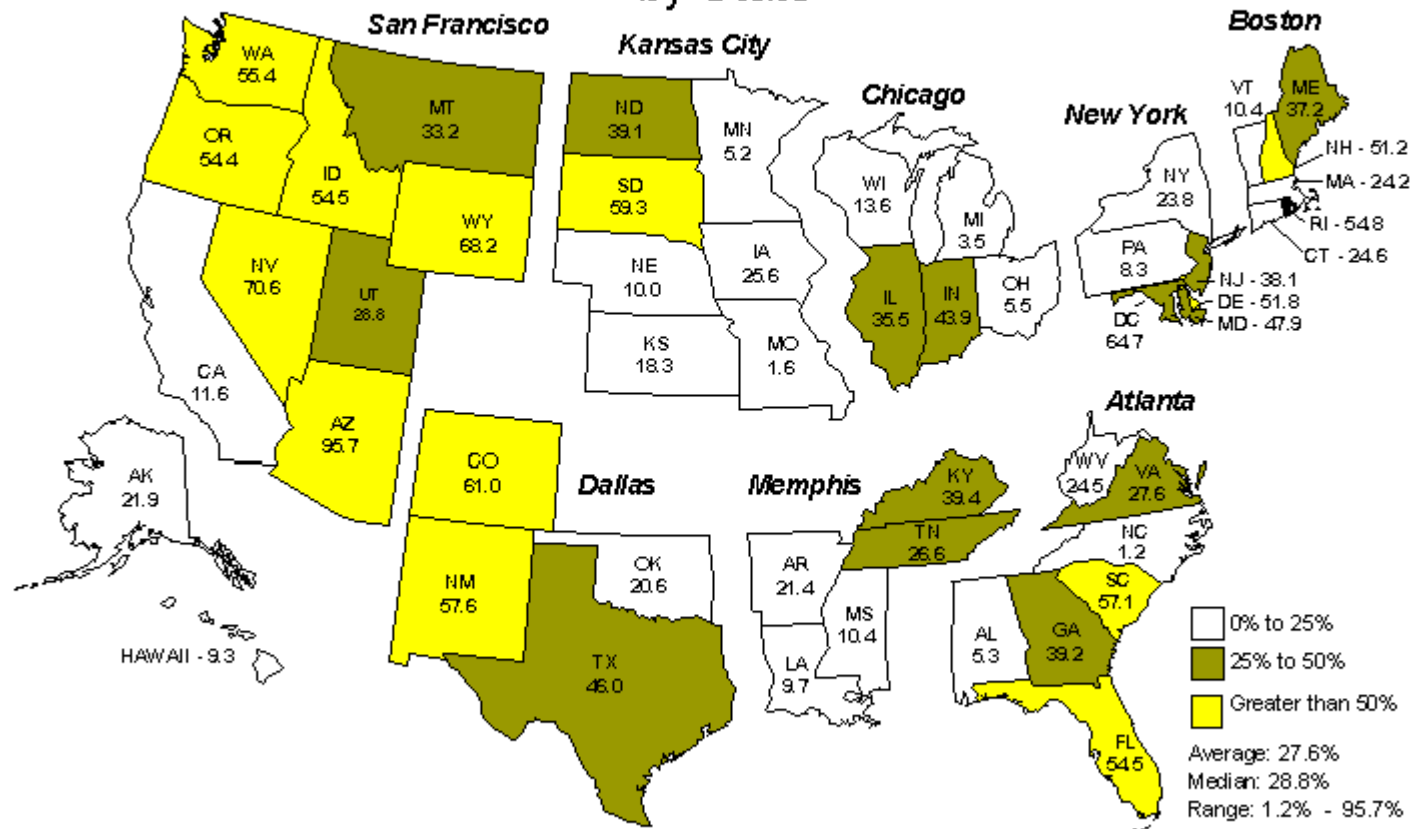 San Francisco
Kansas City
Boston
Chicago
New York
WA
55.4
MT
33.2
OR
54.4
ID
54.5
WY
68.2
NV
70.6
UT
28.8
CA
11.6
AZ
95.7
AK
21.9
HAWAII - 9.3
ND
39.1
MN
5.2
SD
59.3
NE
10.0
IA
25.6
KS
18.3
MO
1.6
WI
13.6
MI
3.5
IL
35.5
IN
43.9
OH
5.5
VT
10.4
ME
37.2
NH - 51.2
MA - 24.2
RI - 54.8
CT - 24.6
NY
23.8
PA
8.3
NJ - 38.1
DE - 51.8
MD - 47.9
DC
64.7
Dallas
Memphis
Atlanta
CO
61.0
NM
57.6
OK
20.6
TX
46.0
KY
39.4
TN
26.6
AR
21.4
MS
10.4
LA
9.7
WV
24.5
VA
27.6
NC
1.2
SC
57.1
AL
5.3
GA
39.2
FL
54.5
0% to 25%
25% to 50%
Greater than 50%
Average: 27.6%
Median: 28.8%
Range: 1.2% - 95.7%